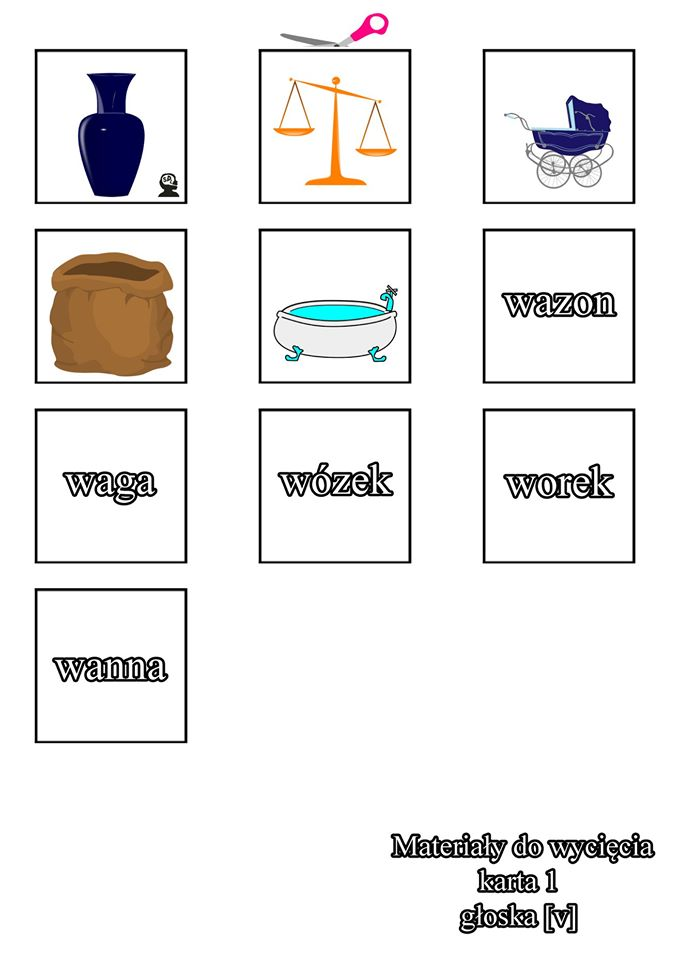 S.P.
wazon
waga
wózek
worek
wanna
Materiały do wycięcia
karta 1
głoska [v]